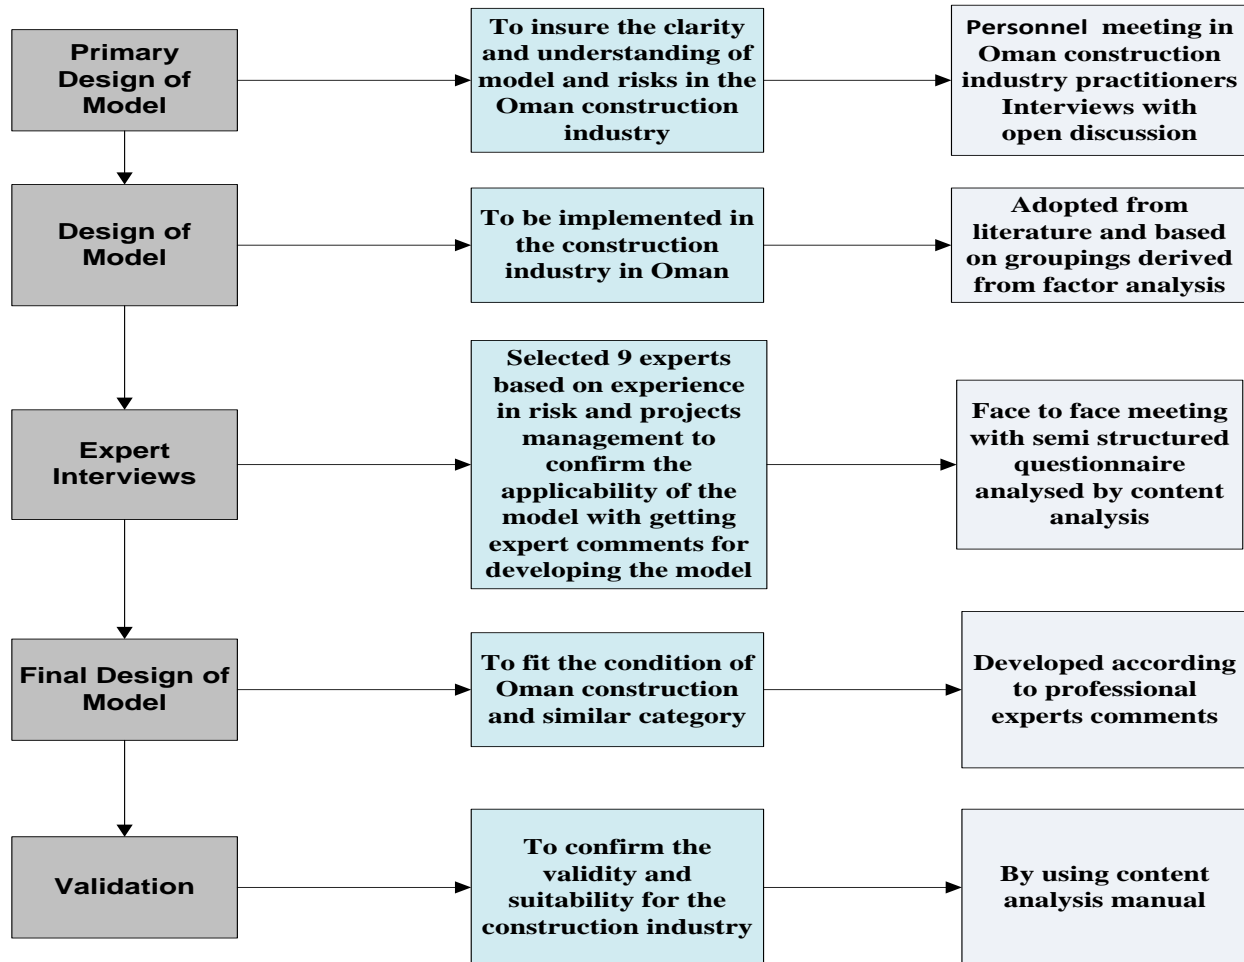 Primary
Design of
Model
To insure the clarity
and understanding of
model and risks in the
Oman construction
industry
Personnel meeting in
Oman construction
industry practitioners
Interviews with
open discussion
Design of
Model
To be implemented in
the construction
industry in Oman
Adopted from
literature and based
on groupings derived
from factor analysis
Expert
Interviews
Selected 9 experts
based on experience
in risk and projects
management to
confirm the
applicability of the
model with getting
expert comments for
developing the model
Face to face meeting
with semi structured
questionnaire
analysed by content
analysis
Final Design of
Model
To fit the condition of
Oman construction
and similar category
Developed according
to professional
experts comments
Validation
To confirm the
validity and
suitability for the
construction industry
By using content
analysis manual